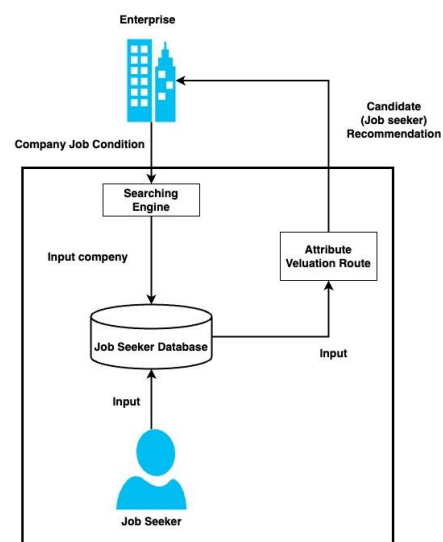 Enterprise
Candidate
(Job seeker)
Recommendation
Company Job Condition
Searching
Engine
Attribute
Veluation Route
Input compeny
Job Seeker Database
Input
Input
Job Seeker